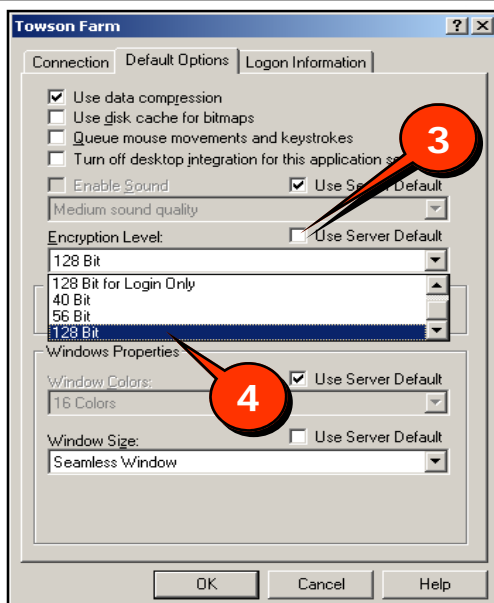 Towson Farm
Connection Default Options Logon Information
Use data compression
Use disk cache for bitmaps
Queue mouse movements and keystrokes
Turn off desktop integration for this application
3
Enable Sound Use Server Default
Medium sound quality
Encryption Level: Use Server Default
128 Bit
128 Bit for Login Only
40 Bit
56 Bit
128 Bit
Windows Properties
Window Colors: Use Server Default
16 Colors
4
Window Size: Use Server Default
Seamless Window
OK Cancel Help